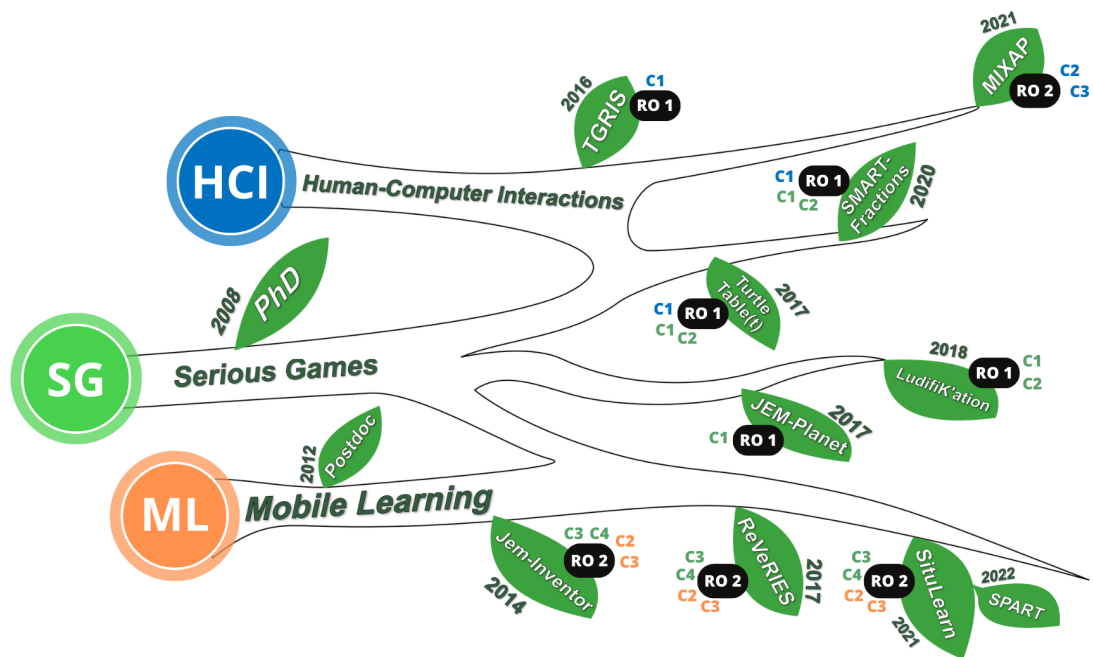 2021
MIXAP
RO 2
C2
C3
2016
TGRIS
C1
RO 1
HCI
Human-Computer Interactions
C1
RO 1
C1
C2
SMART-
Fractions
2020
2008
PhD
Turtle
Table(t)
2017
C1
RO 1
C1
C2
SG
Serious Games
2018
LudifiK'ation
RO 1
C1
C2
JEM-Planet
2017
C1
RO 1
2012
Postdoc
ML
Mobile Learning
Jem-Inventor
2014
C3 C4
C2
RO 2
C3
ReVeRIES
2017
C3
C4
RO 2
C2
C3
SituLearn
2021
C3
C4
RO 2
C2
C3
2022
SPART